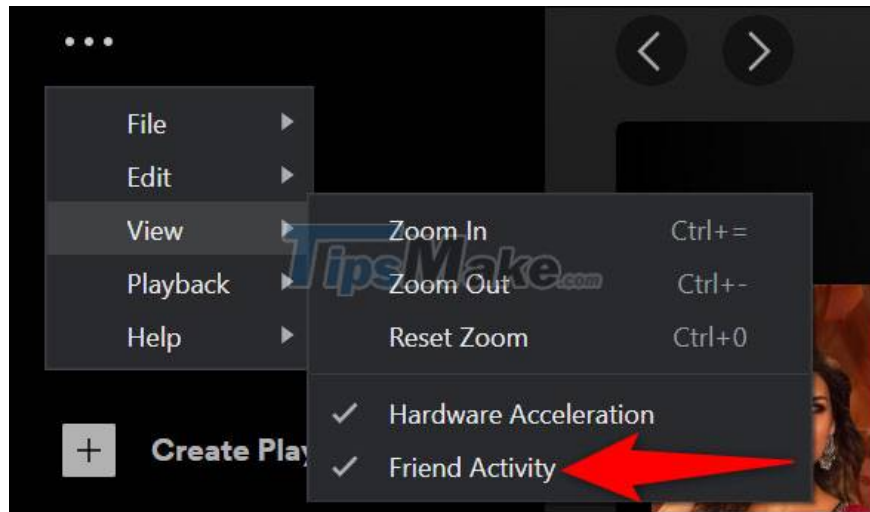 File
Edit
View
Playback
Help
Zoom In Ctrl+=
Zoom Out Ctrl+-
Reset Zoom Ctrl+0
Hardware Acceleration
Friend Activity
Create Play
TipsMake.com